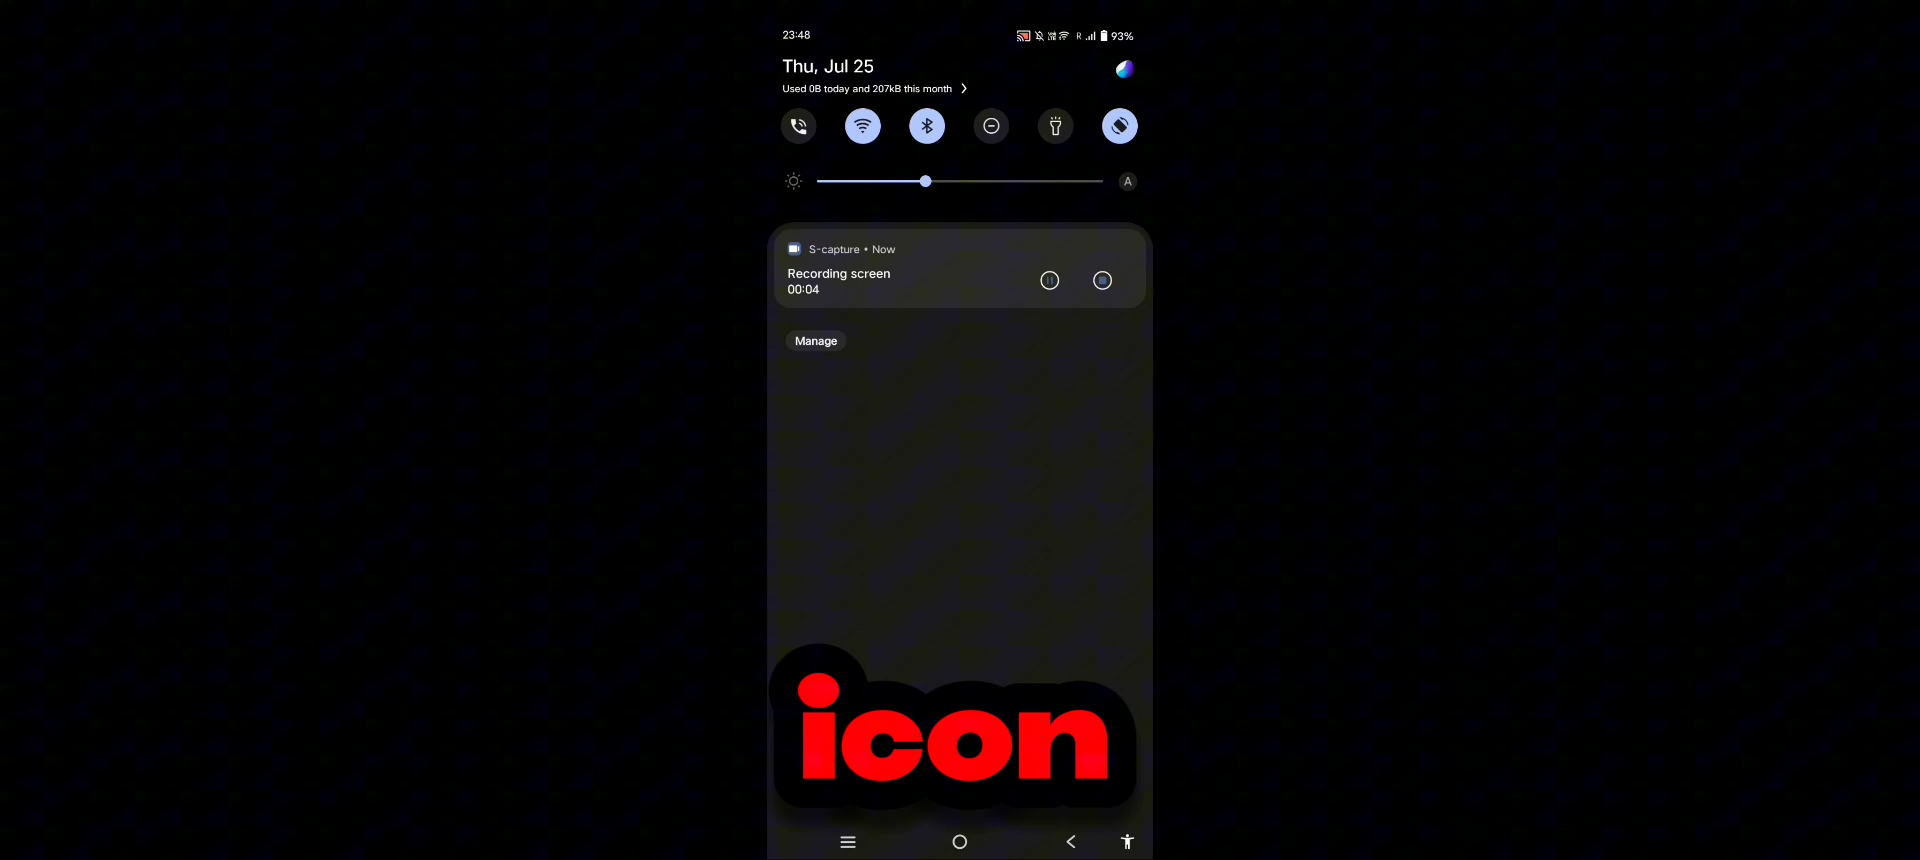 23:48
R 93%
Thu, Jul 25
Used 0B today and 207kB this month
A
S-capture • Now
Recording screen
00:04
Manage
icon